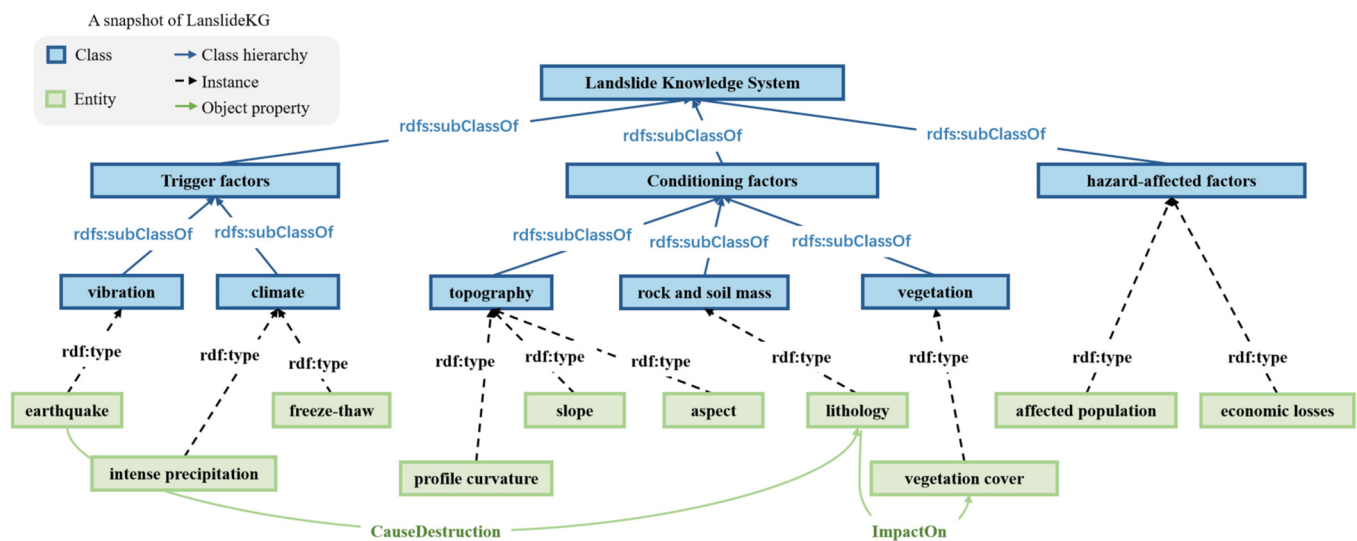 A snapshot of LanslideKG
Class
Class hierarchy
Instance
Entity
Object property
Landslide Knowledge System
rdfs:subClassOf
rdfs:subClassOf
rdfs:subClassOf
Trigger factors
Conditioning factors
hazard-affected factors
rdfs:subClassOf
rdfs:subClassOf
rdfs:subClassOf
rdfs:subClassOf
rdfs:subClassOf
vibration
climate
topography
rock and soil mass
vegetation
rdf:type
rdf:type
rdf:type
rdf:type
rdf:type
rdf:type
rdf:type
rdf:type
rdf:type
rdf:type
earthquake
freeze-thaw
slope
aspect
lithology
affected population
economic losses
intense precipitation
profile curvature
vegetation cover
CauseDestruction
ImpactOn